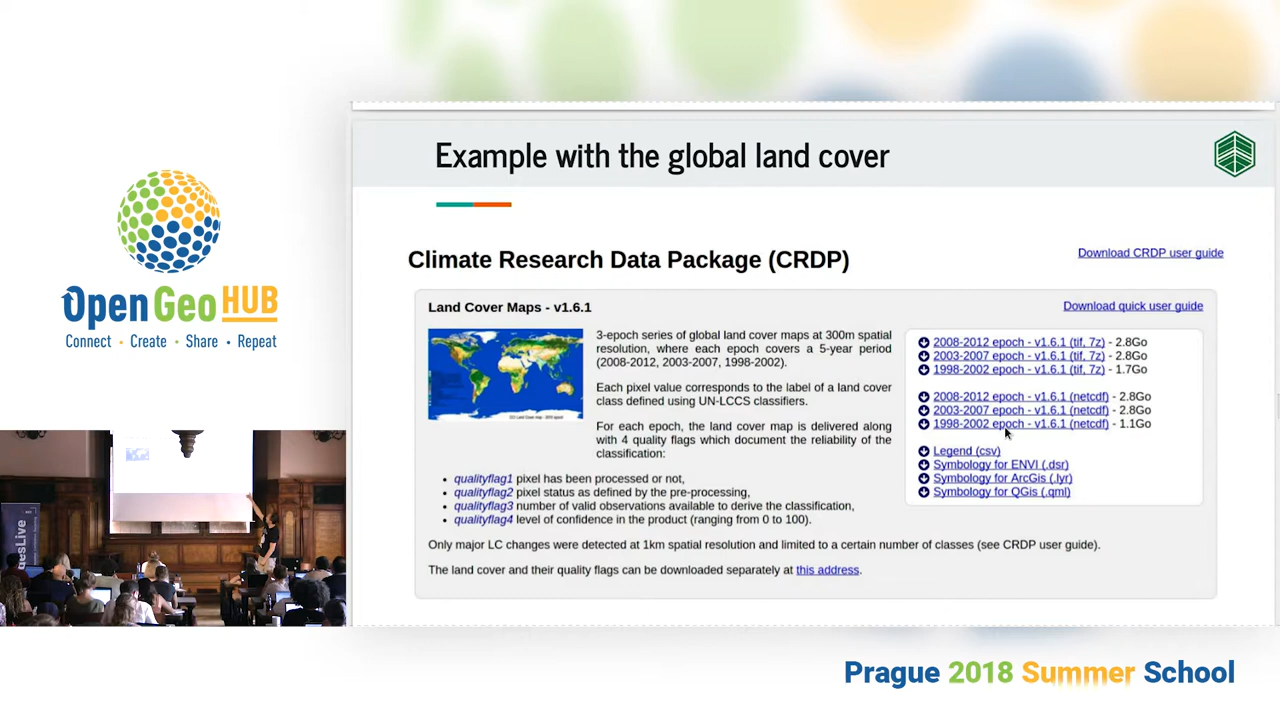 Example with the global land cover
Climate Research Data Package (CRDP)
Download CRDP user guide
Land Cover Maps - v1.6.1
Download quick user guide
3-epoch series of global land cover maps at 300m spatial
resolution, where each epoch covers a 5-year period
(2008-2012, 2003-2007, 1998-2002).
Each pixel value corresponds to the label of a land cover
class defined using UN-LCCS classifiers.
For each epoch, the land cover map is delivered along
with 4 quality flags which document the reliability of the
classification:
• qualityflag1 pixel has been processed or not,
• qualityflag2 pixel status as defined by the pre-processing,
• qualityflag3 number of valid observations available to derive the classification,
• qualityflag4 level of confidence in the product (ranging from 0 to 100).
2008-2012 epoch - v1.6.1 (tif, 7z) - 2.8Go
2003-2007 epoch - v1.6.1 (tif, 7z) - 2.8Go
1998-2002 epoch - v1.6.1 (tif, 7z) - 1.7Go
2008-2012 epoch - v1.6.1 (netcdf) - 2.8Go
2003-2007 epoch - v1.6.1 (netcdf) - 2.8Go
1998-2002 epoch - v1.6.1 (netcdf) - 1.1Go
Legend (csv)
Symbology for ENVI (.dsr)
Symbology for ArcGis (.lyr)
Symbology for QGis (.qml)
Only major LC changes were detected at 1km spatial resolution and limited to a certain number of classes (see CRDP user guide).
The land cover and their quality flags can be downloaded separately at this address.
Open Geo HUB
Connect • Create • Share • Repeat
esLive
Prague 2018 Summer School